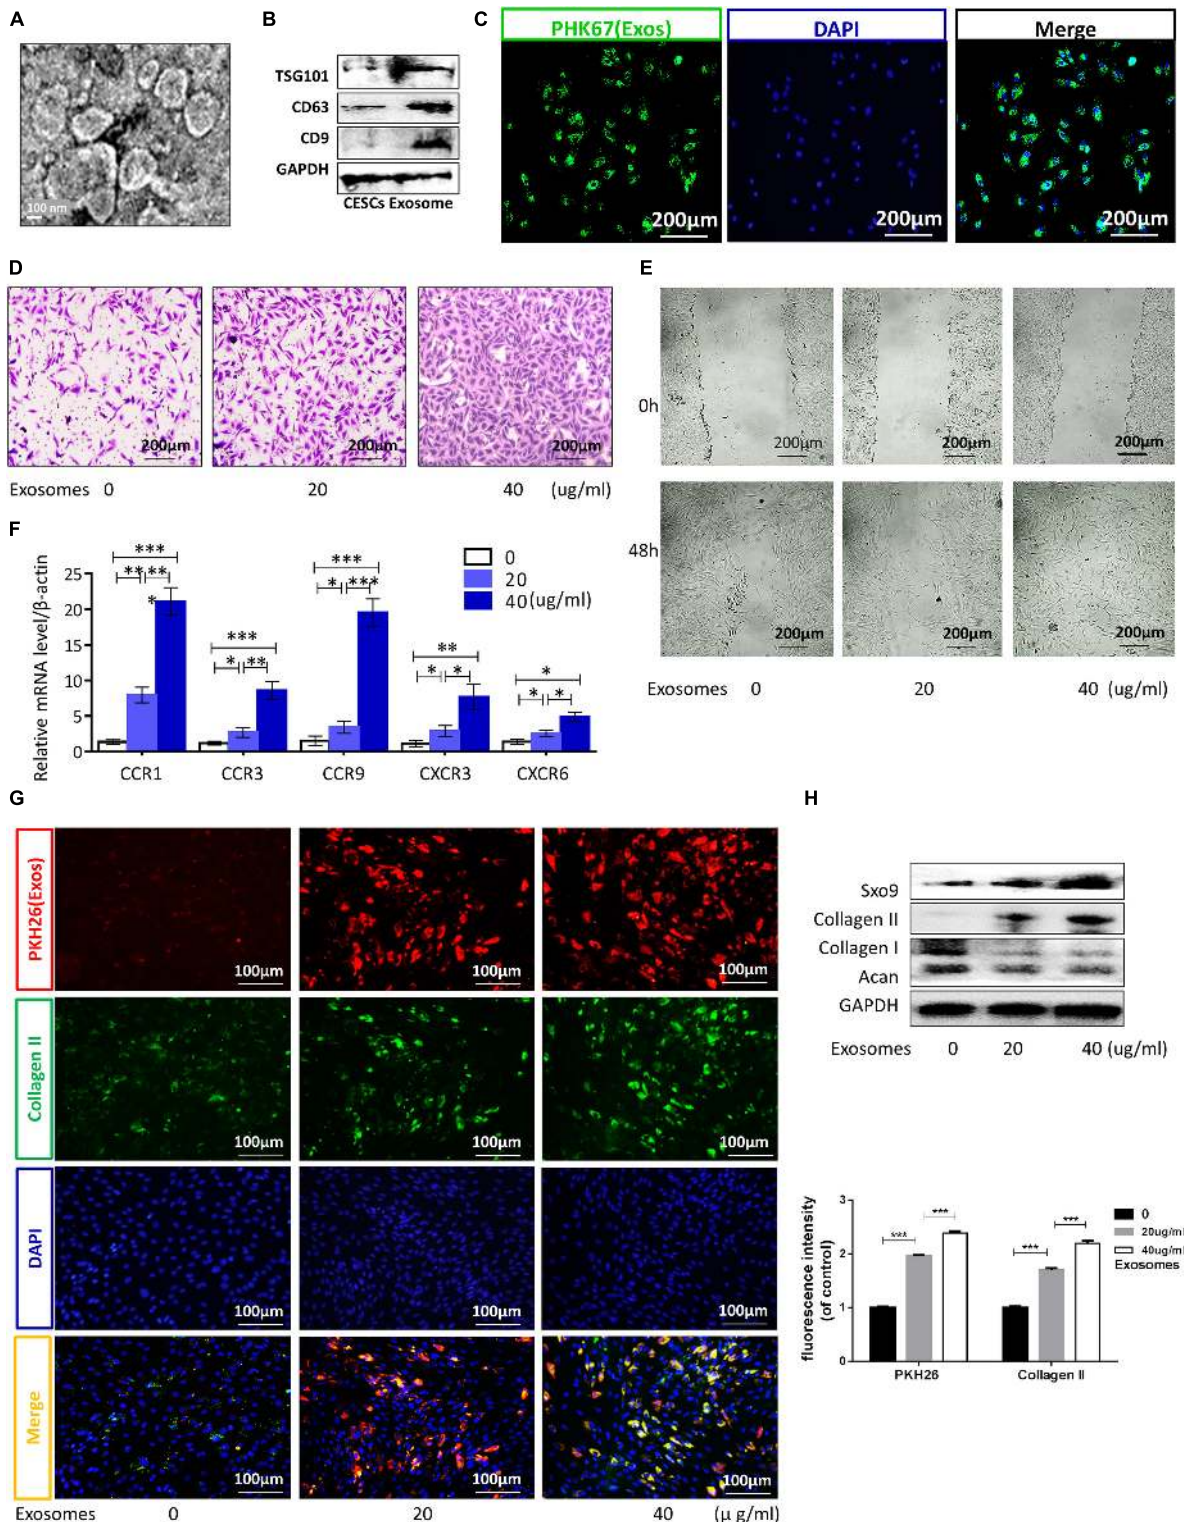 A
100 nm
B
TSG101
CD63
CD9
GAPDH
CESCs Exosome
C
PHK67(Exos) DAPI Merge
200μm 200μm 200μm
D
200μm 200μm 200μm
Exosomes 0 20 40 (ug/ml)
E
0h
200μm 200μm 200μm
48h
200μm 200μm 200μm
Exosomes 0 20 40 (ug/ml)
F
Relative mRNA level/β-actin
25
20
15
10
5
0
*** *** *** ** *
** ** * * *** * ** * * * *
0
20
40 (ug/ml)
CCR1 CCR3 CCR9 CXCR3 CXCR6
G
PKH26(Exos)
100μm 100μm 100μm
Collagen II
100μm 100μm 100μm
DAPI
100μm 100μm 100μm
Merge
100μm 100μm 100μm
Exosomes 0 20 40 (μ g/ml)
H
Sxo9
Collagen II
Collagen I
Acan
GAPDH
Exosomes 0 20 40 (ug/ml)
fluorescence intensity
(of control)
3
2
1
0
*** *** *** ***
0
20ug/ml
40ug/ml
Exosomes
PKH26 Collagen II